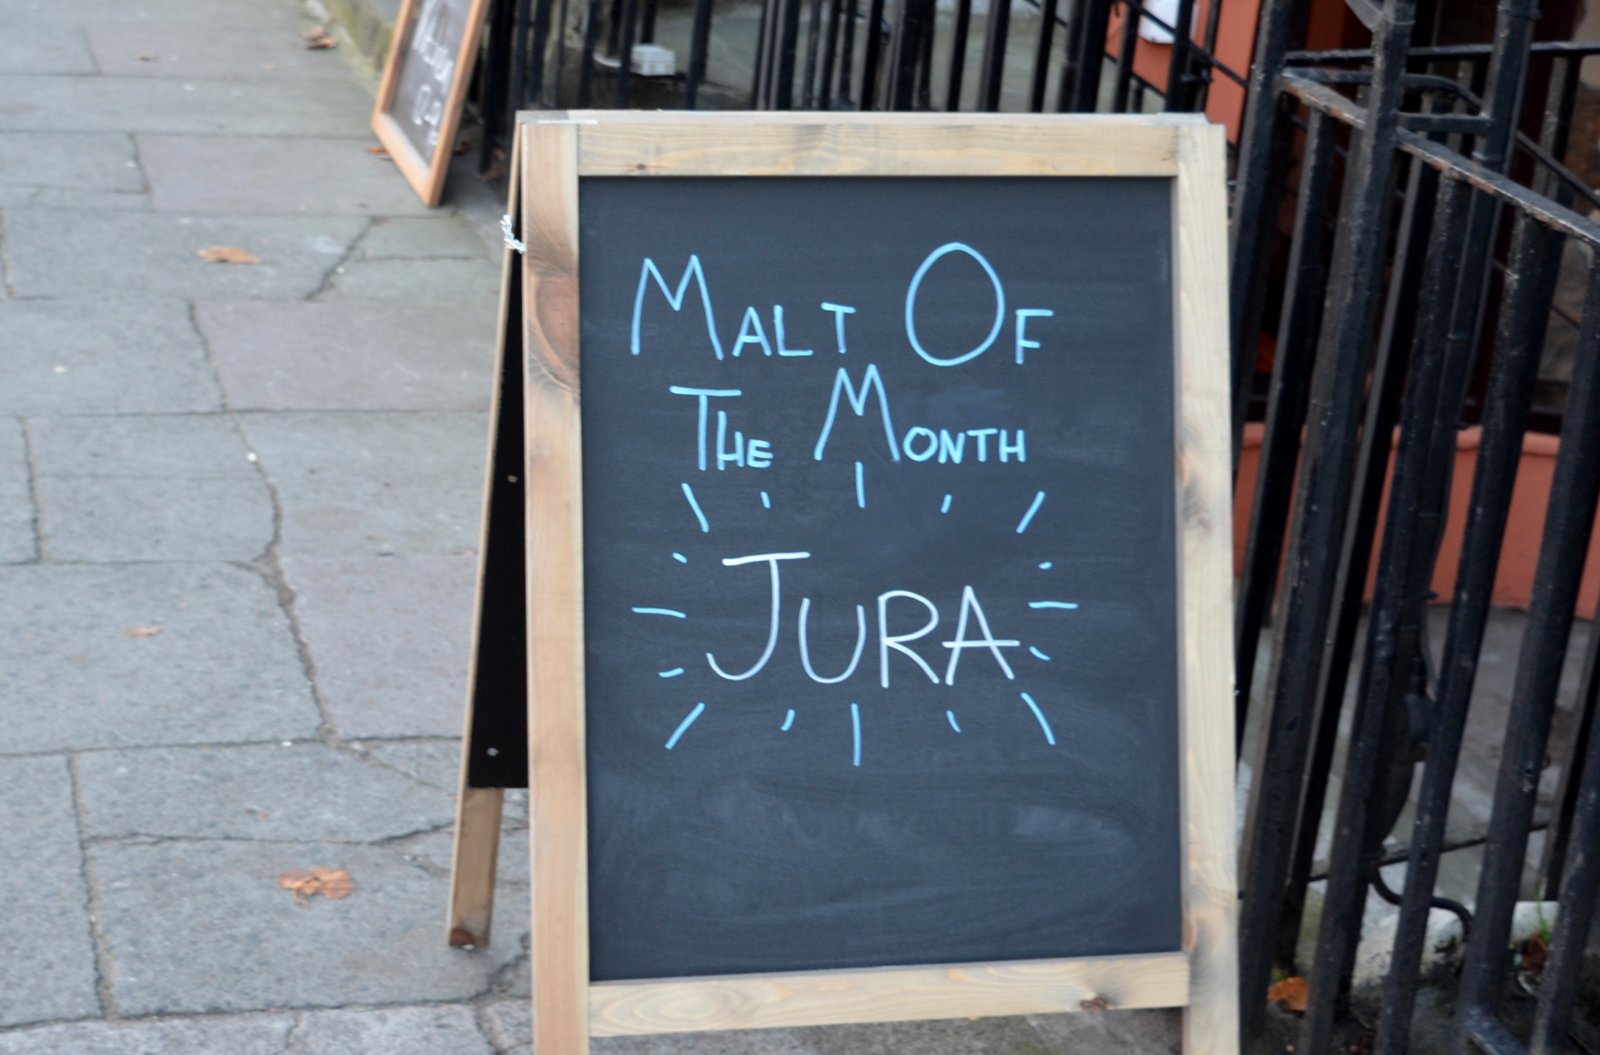 Malt Of
The Month
Jura